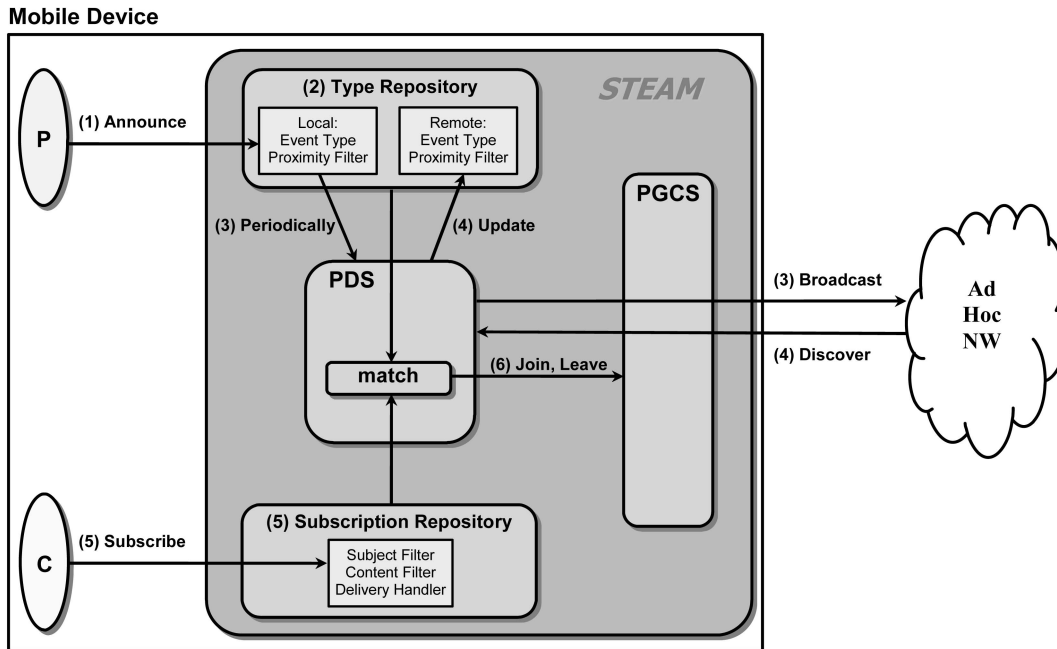 Mobile Device
STEAM
(2) Type Repository
P
(1) Announce
Local:
Event Type
Proximity Filter
Remote:
Event Type
Proximity Filter
PGCS
(3) Periodically
(4) Update
PDS
(3) Broadcast
Ad
Hoc
NW
(4) Discover
match
(6) Join, Leave
(5) Subscription Repository
C
(5) Subscribe
Subject Filter
Content Filter
Delivery Handler